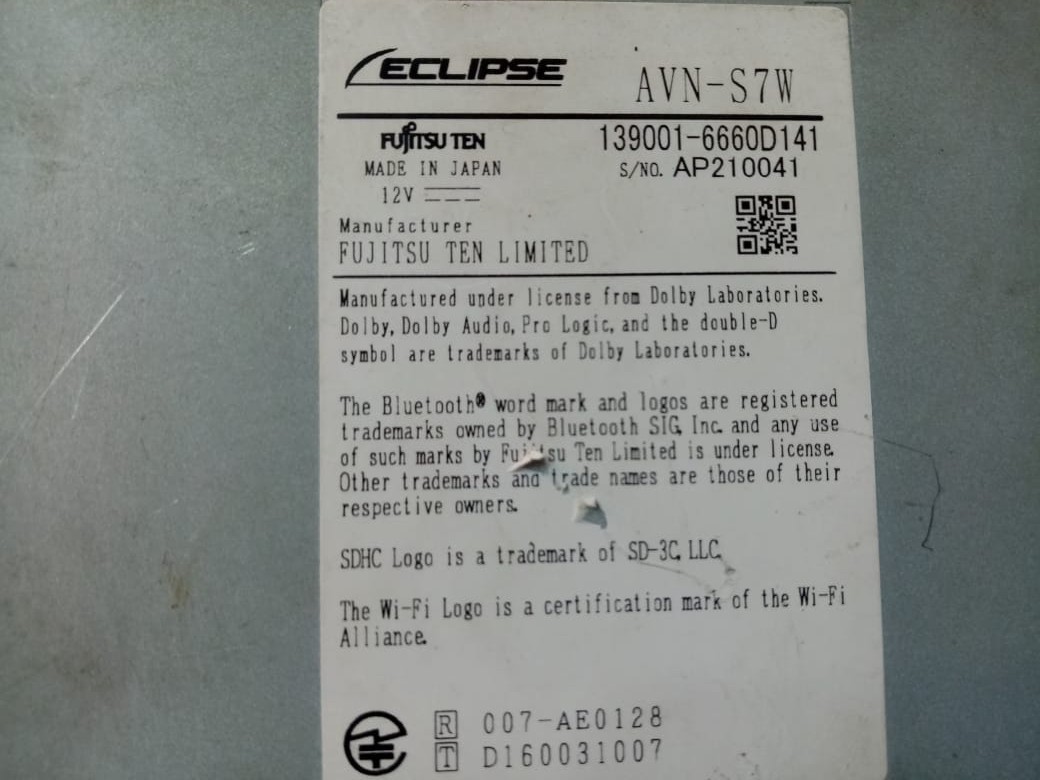 ECLIPSE AVN-S7W
FUJITSU TEN 139001-6660D141
MADE IN JAPAN S/NO. AP210041
12V
Manufacturer
FUJITSU TEN LIMITED
Manufactured under license from Dolby Laboratories.
Dolby, Dolby Audio, Pro Logic, and the double-D
symbol are trademarks of Dolby Laboratories.
The Bluetooth® word mark and logos are registered
trademarks owned by Bluetooth SIG, Inc. and any use
of such marks by Fujitsu Ten Limited is under license.
Other trademarks and trade names are those of their
respective owners.
SDHC Logo is a trademark of SD-3C, LLC.
The Wi-Fi Logo is a certification mark of the Wi-Fi
Alliance.
R 007-AE0128
T D160031007